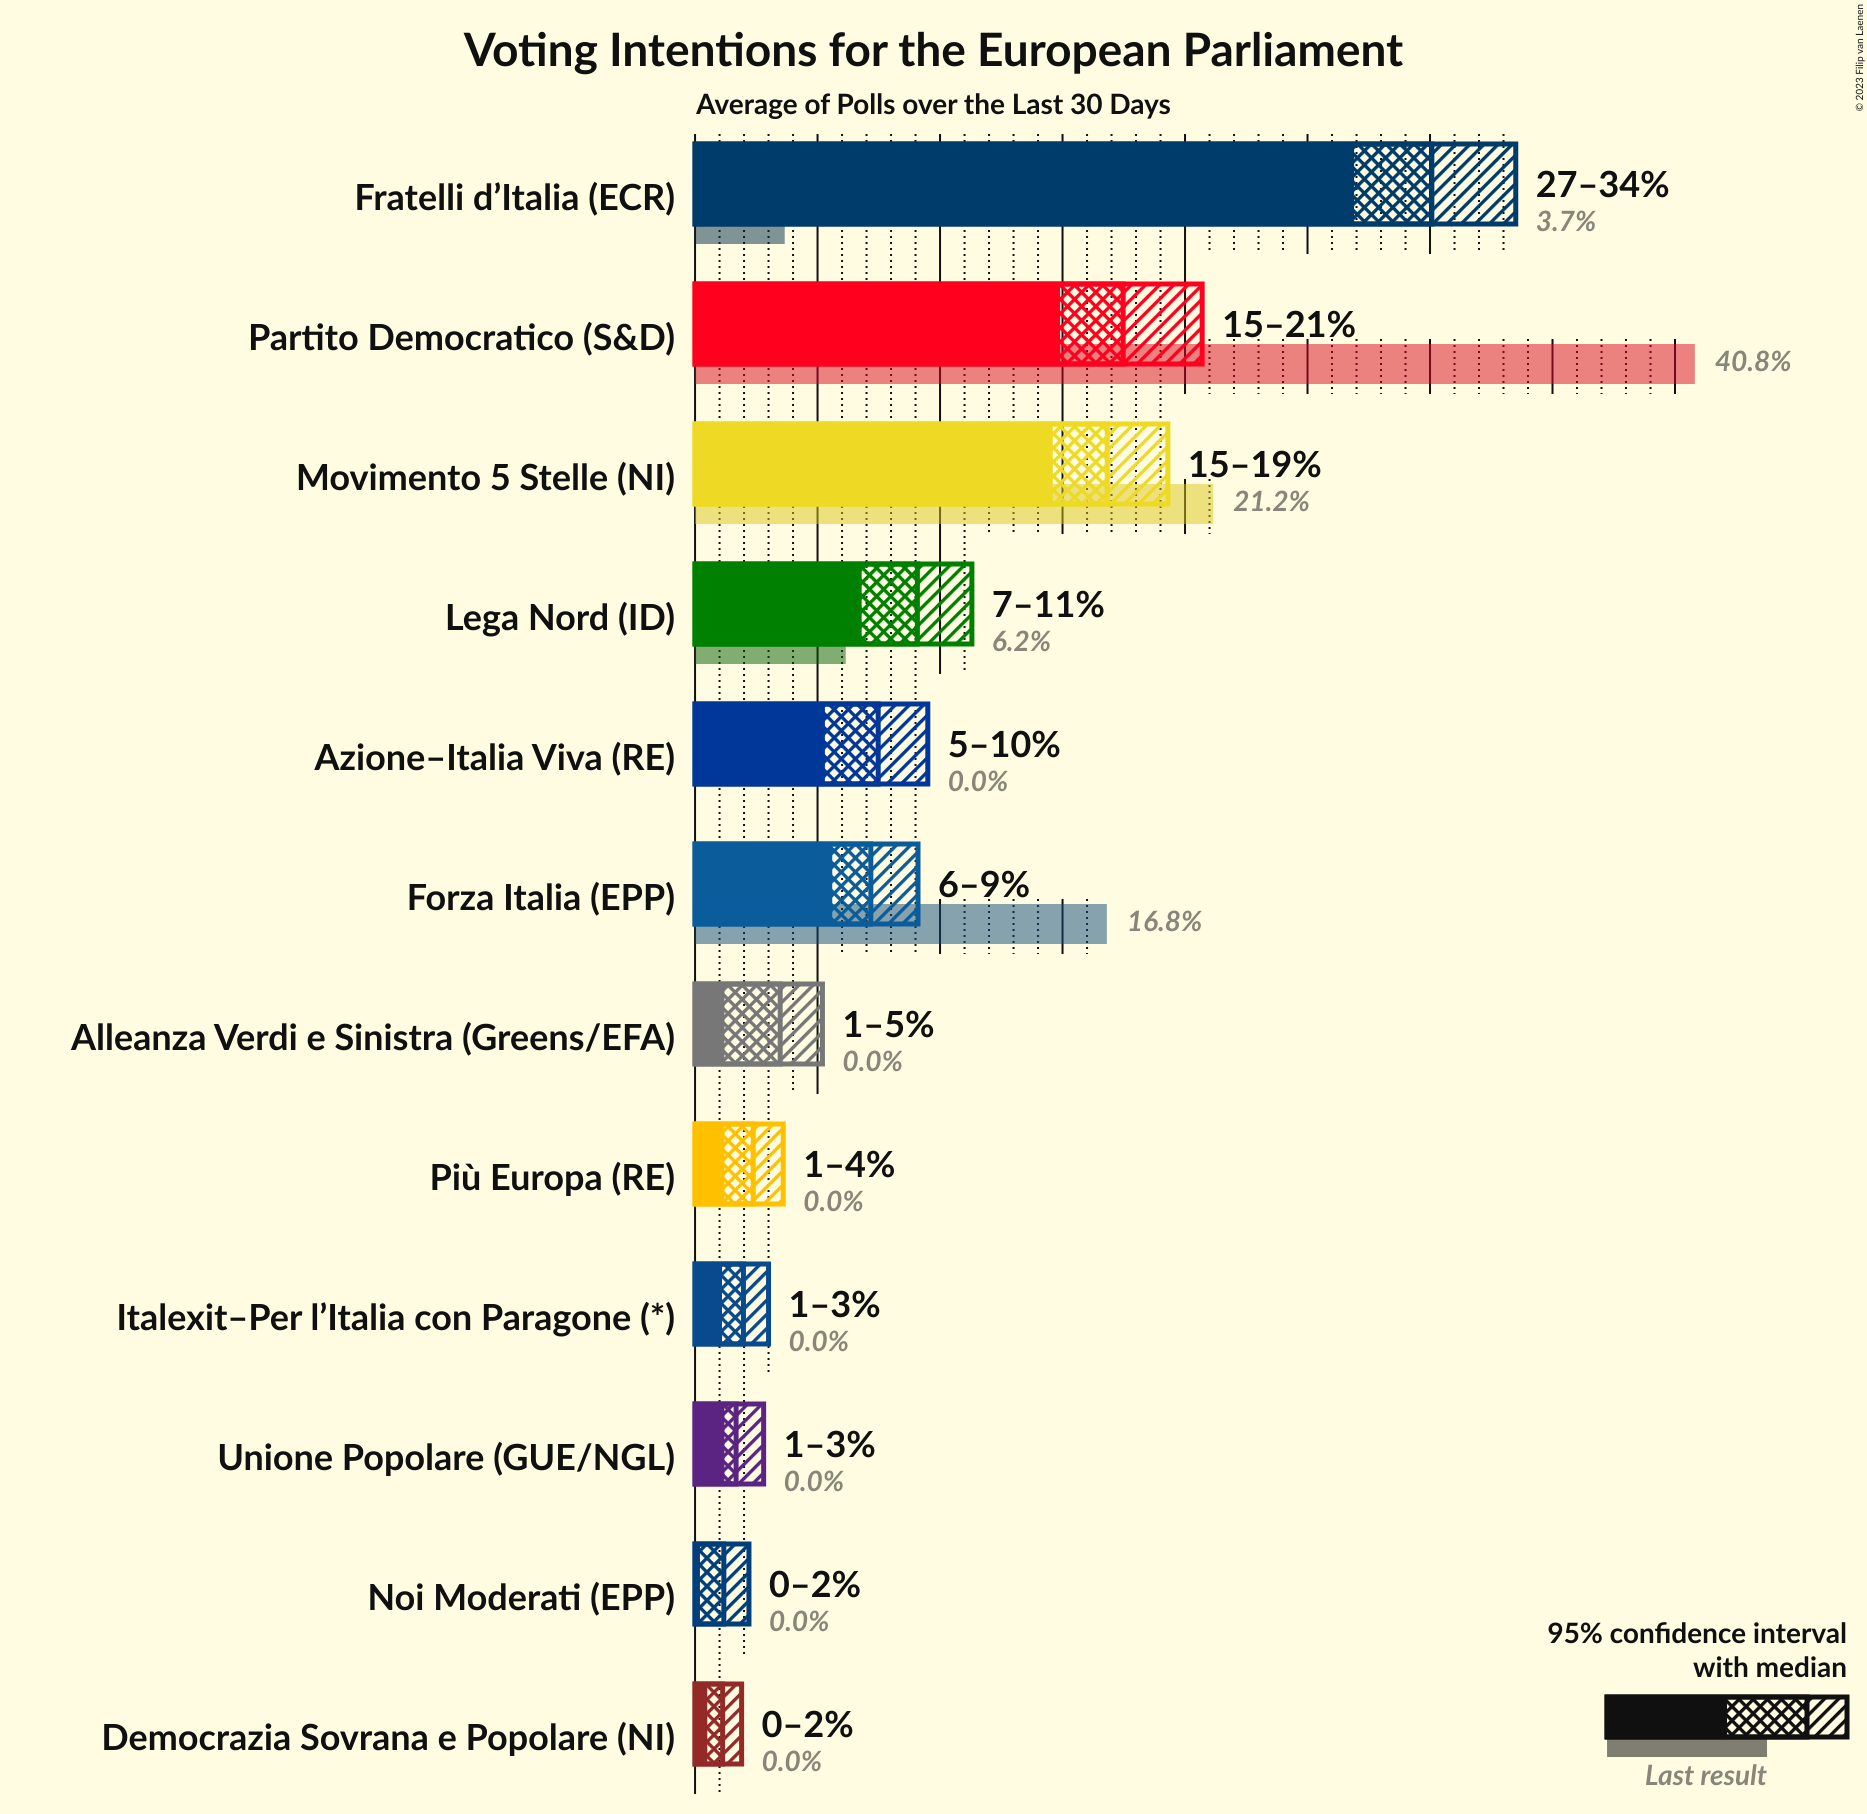 Voting Intentions for the European Parliament
Average of Polls over the Last 30 Days
© 2023 Filip van Laenen
Fratelli d’Italia (ECR)
27–34%
3.7%
Partito Democratico (S&D)
15–21%
40.8%
Movimento 5 Stelle (NI)
15–19%
21.2%
Lega Nord (ID)
7–11%
6.2%
Azione–Italia Viva (RE)
5–10%
0.0%
Forza Italia (EPP)
6–9%
16.8%
Alleanza Verdi e Sinistra (Greens/EFA)
1–5%
0.0%
Più Europa (RE)
1–4%
0.0%
Italexit–Per l’Italia con Paragone (*)
1–3%
0.0%
Unione Popolare (GUE/NGL)
1–3%
0.0%
Noi Moderati (EPP)
0–2%
0.0%
Democrazia Sovrana e Popolare (NI)
0–2%
0.0%
95% confidence interval
with median
Last result